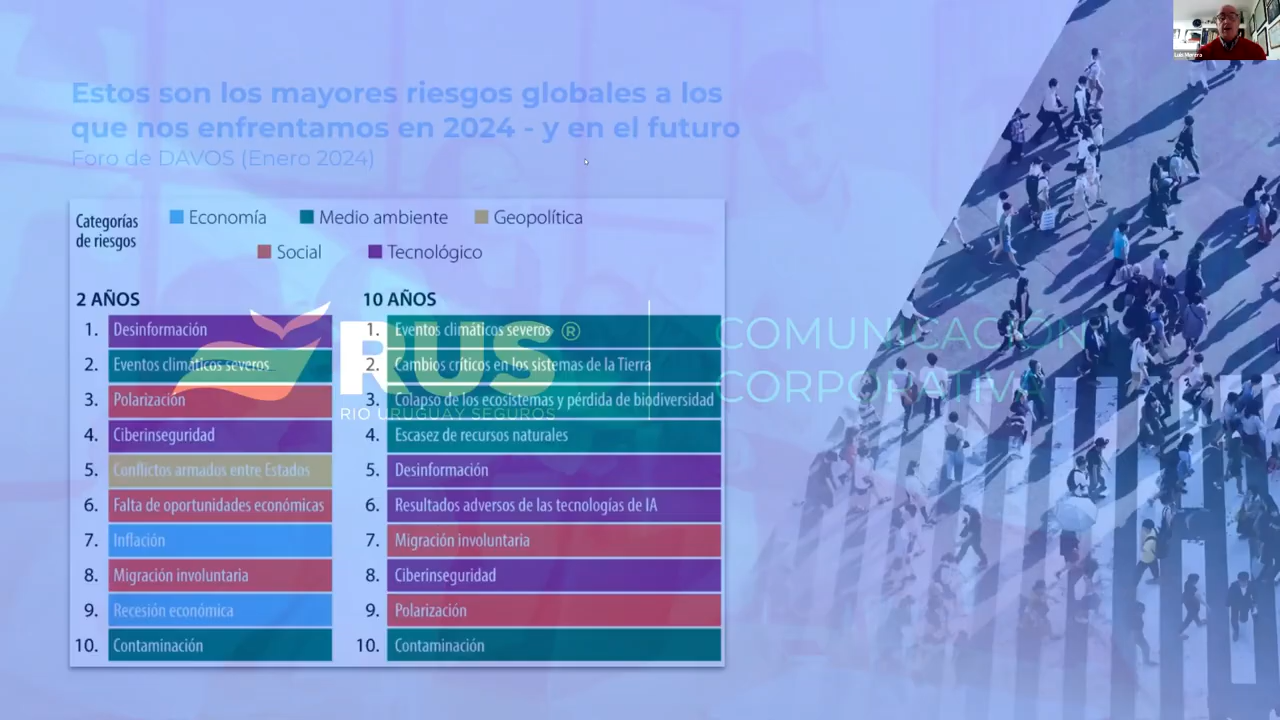 Estos son los mayores riesgos globales a los
que nos enfrentamos en 2024 - y en el futuro
Foro de DAVOS (Enero 2024)
Categorías
de riesgos
Economía
Medio ambiente
Geopolítica
Social
Tecnológico
2 AÑOS
1. Desinformación
2. Eventos climáticos severos
3. Polarización
4. Ciberinseguridad
5. Conflictos armados entre Estados
6. Falta de oportunidades económicas
7. Inflación
8. Migración involuntaria
9. Recesión económica
10. Contaminación
10 AÑOS
1. Eventos climáticos severos
2. Cambios críticos en los sistemas de la Tierra
3. Colapso de los ecosistemas y pérdida de biodiversidad
4. Escasez de recursos naturales
5. Desinformación
6. Resultados adversos de las tecnologías de IA
7. Migración involuntaria
8. Ciberinseguridad
9. Polarización
10. Contaminación
RUS®
RIO URUGUAY SEGUROS
COMUNICACIÓN
CORPORATIVA